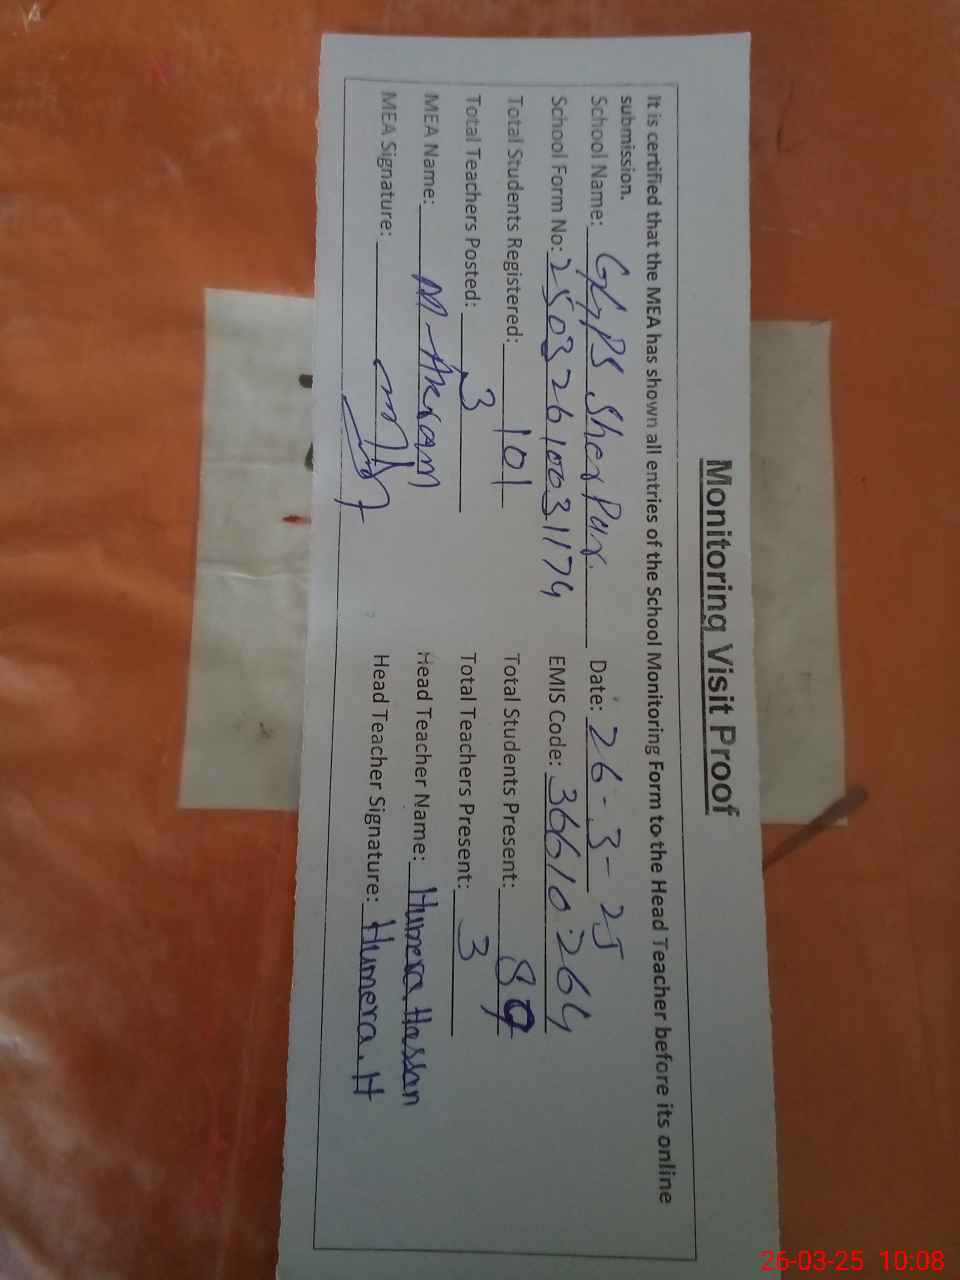 Monitoring Visit Proof
It is certified that the MEA has shown all entries of the School Monitoring Form to the Head Teacher before its online
submission.
School Name: GGPS Sher Pur. Date: 26-3-25
School Form No: 25032610031174 EMIS Code: 36610264
Total Students Registered: 101 Total Students Present: 89
Total Teachers Posted: 3 Total Teachers Present: 3
MEA Name: M-Akram Head Teacher Name: Humera Hassan
MEA Signature: Head Teacher Signature: Humera.H
26-03-25 10:08